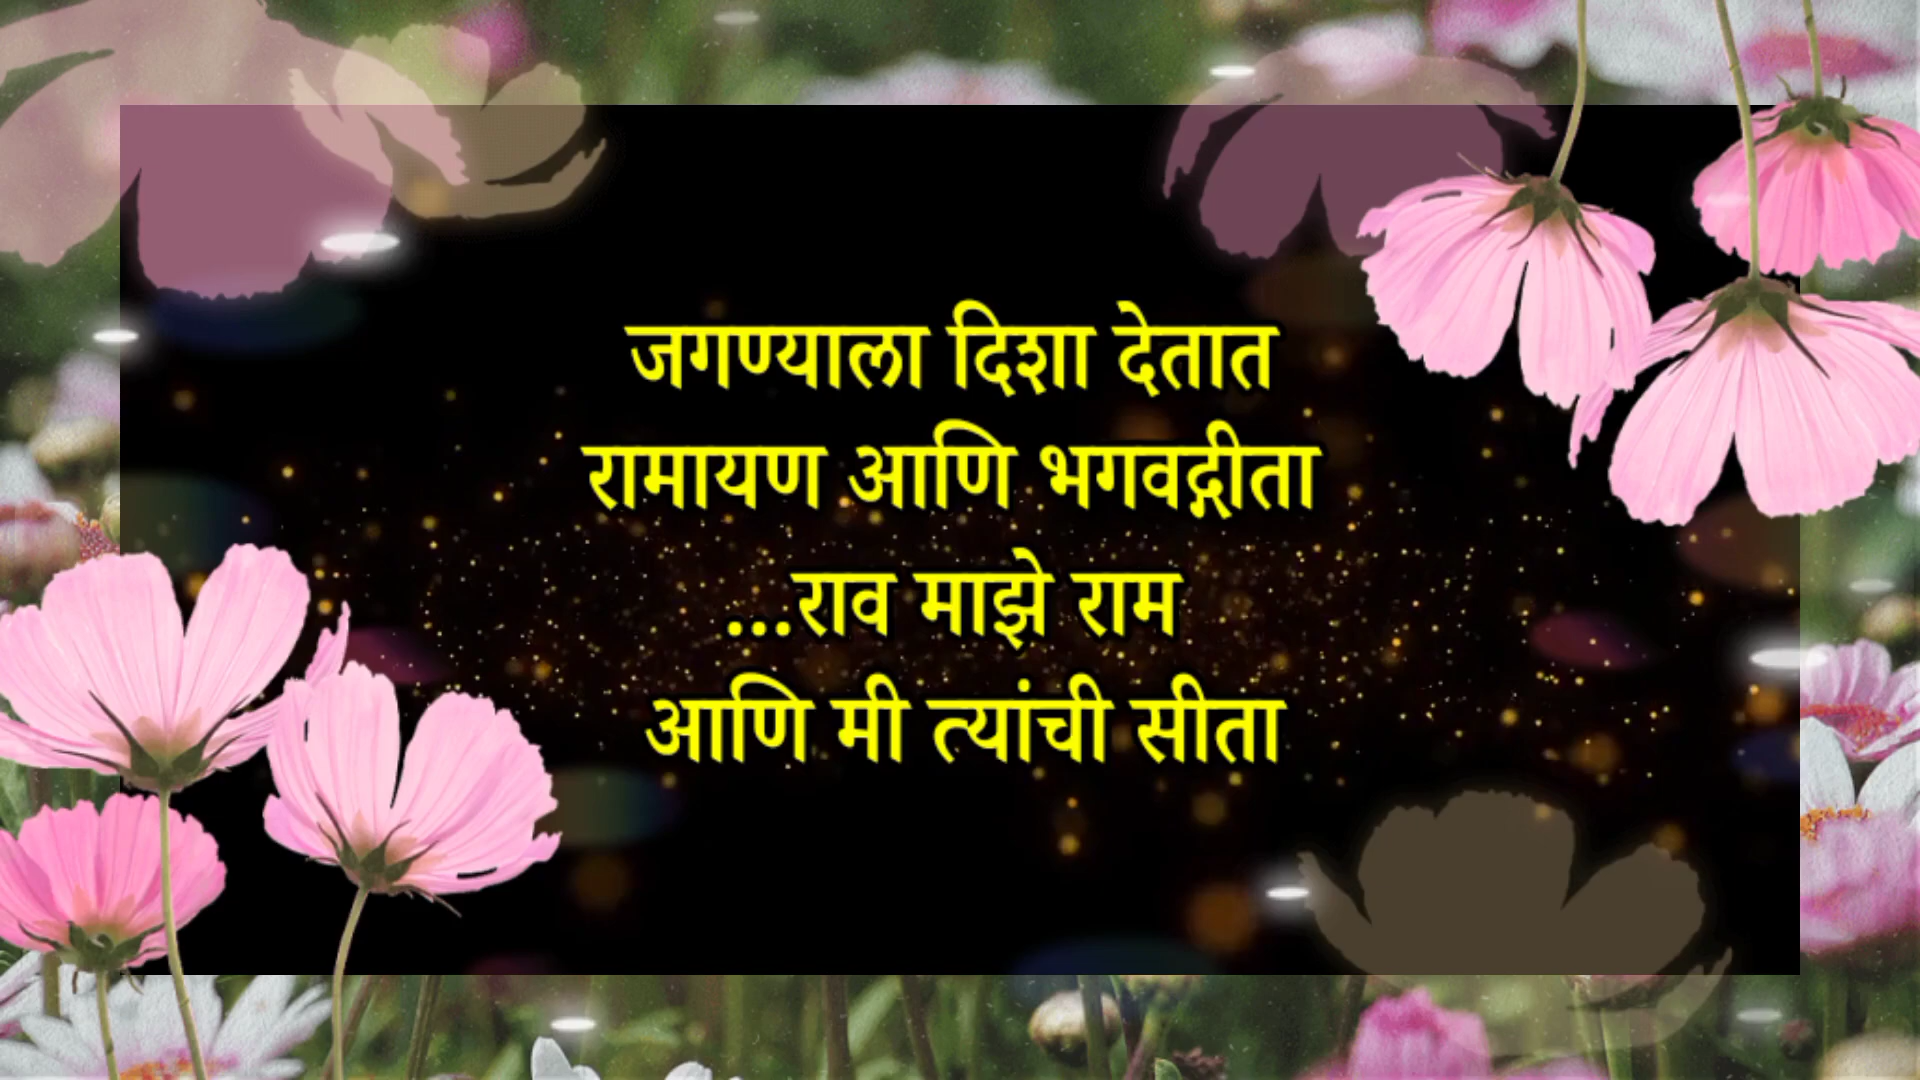 जगण्याला दिशा देतात
रामायण आणि भगवद्गीता
...राव माझे राम
आणि मी त्यांची सीता